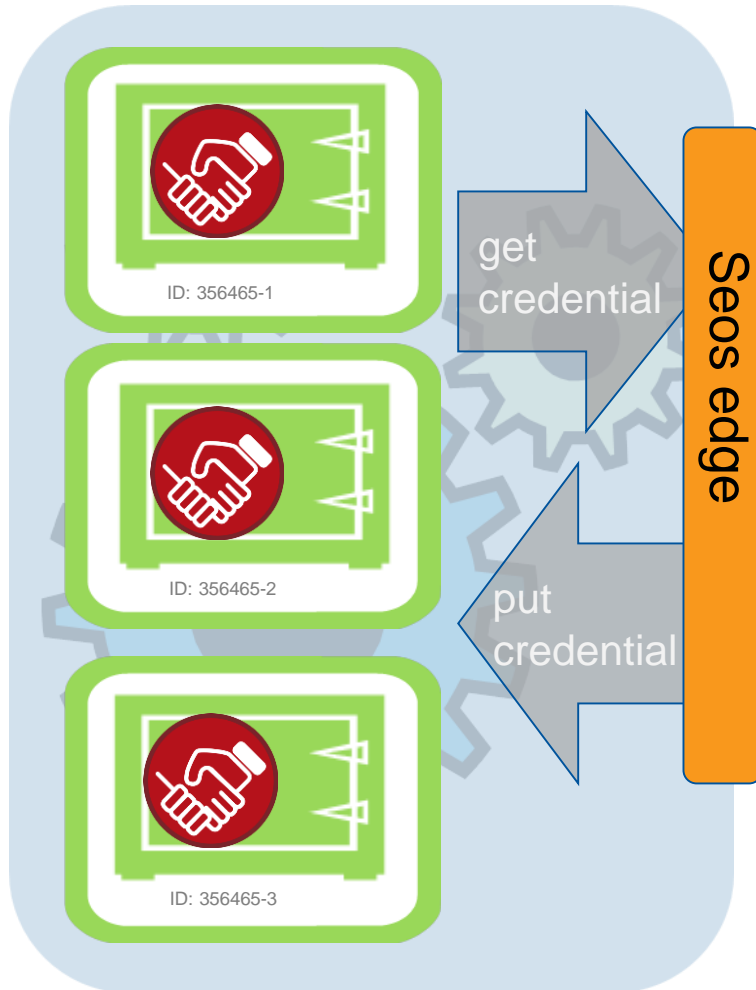 ID: 356465-1
get
credential
Seos edge
ID: 356465-2
put
credential
ID: 356465-3